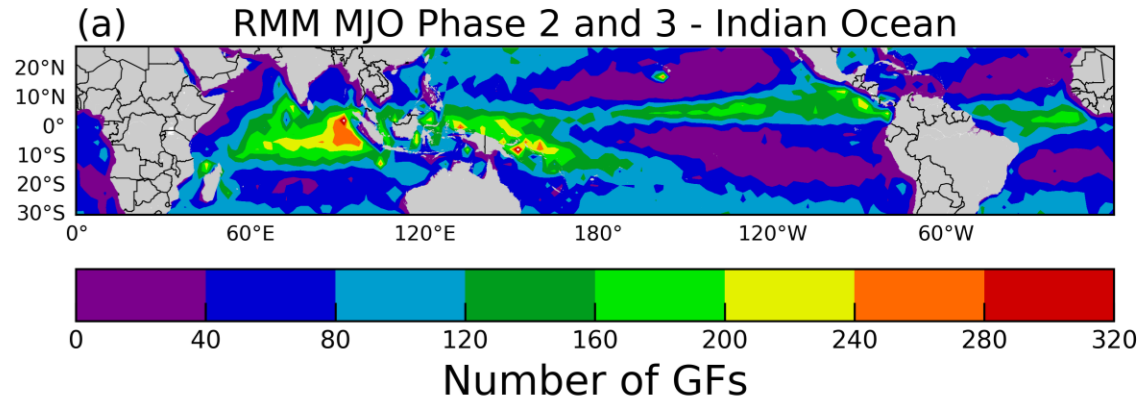 (a) RMM MJO Phase 2 and 3 - Indian Ocean
20°N
10°N
0°
10°S
20°S
30°S
0° 60°E 120°E 180° 120°W 60°W
0 40 80 120 160 200 240 280 320
Number of GFs